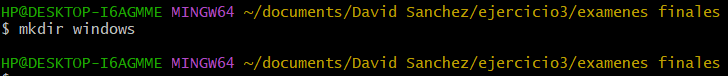 HP@DESKTOP-I6AGMME MINGW64 ~/documents/David Sanchez/ejercicio3/examenes finales
$ mkdir windows
HP@DESKTOP-I6AGMME MINGW64 ~/documents/David Sanchez/ejercicio3/examenes finales